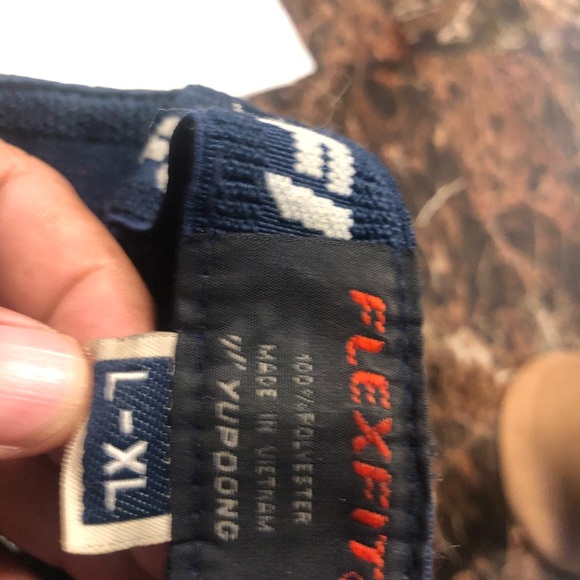 FLEXFIT
100% POLYESTER
MADE IN VIETNAM
YUPOONG
L-XL